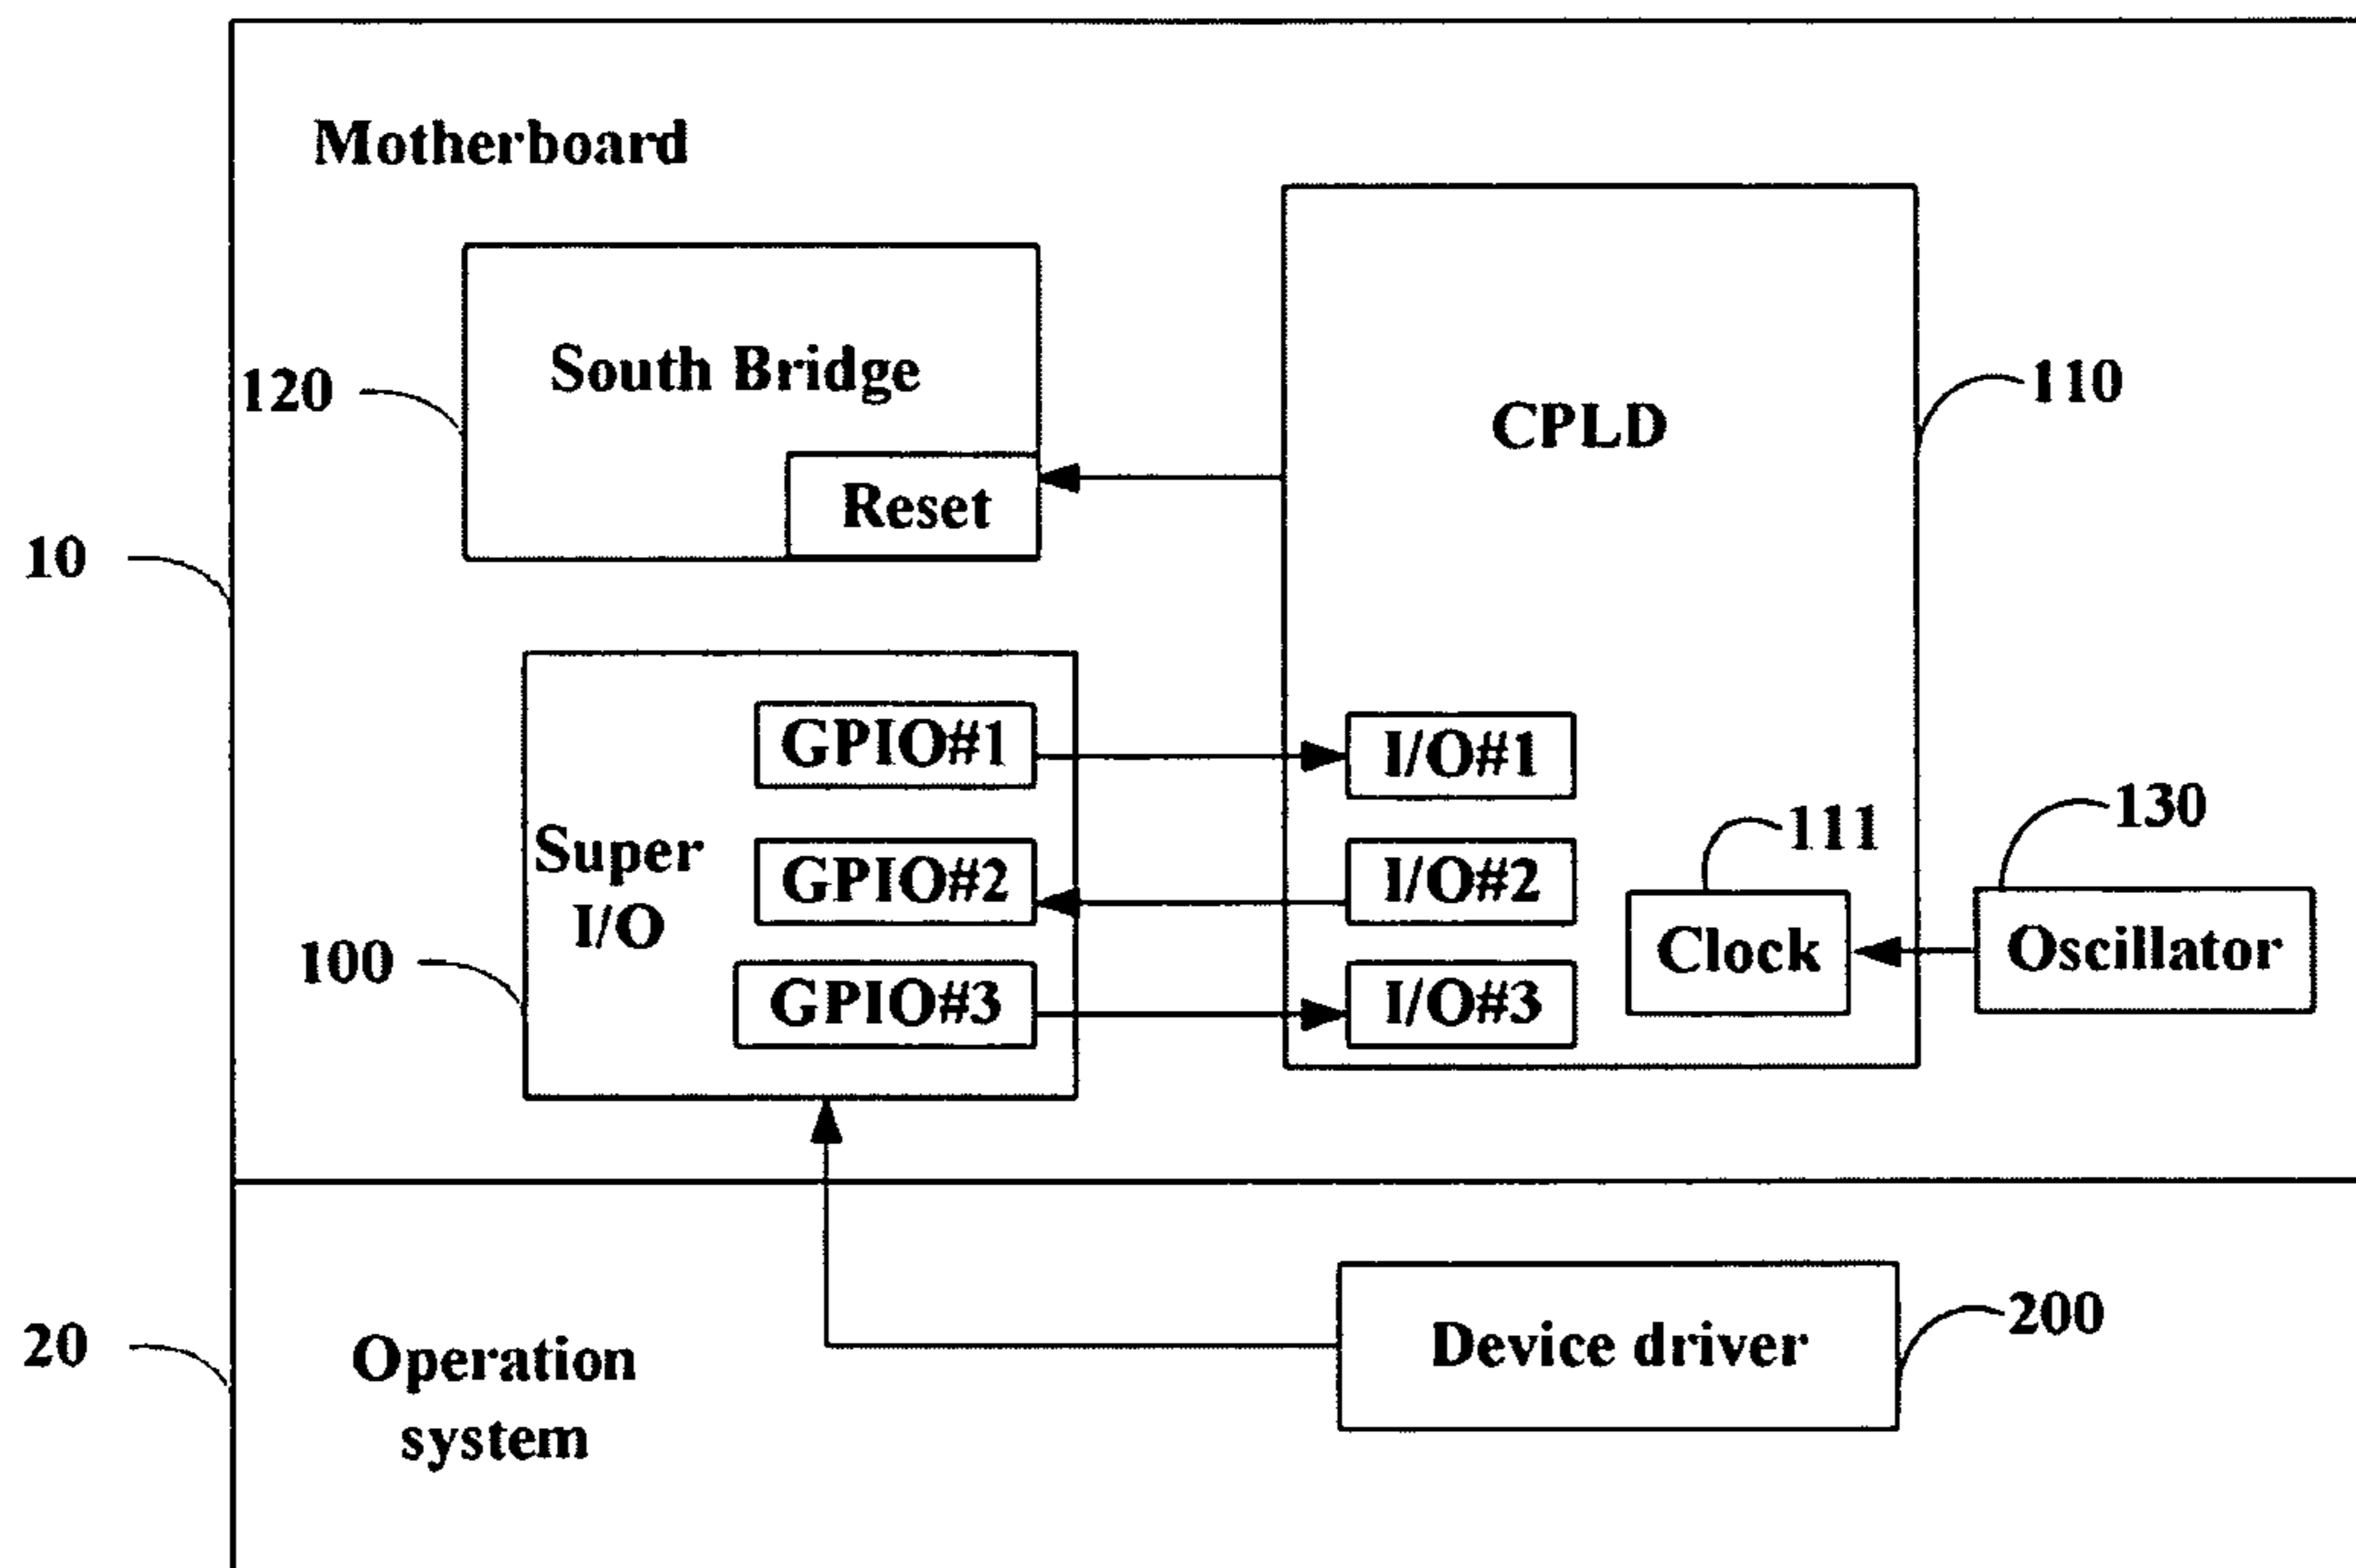 Motherboard
South Bridge
120
110
CPLD
Reset
10
GPIO#1
I/O#1
130
111
Super
I/O
GPIO#2
I/O#2
Clock
Oscillator
100
GPIO#3
I/O#3
200
20
Device driver
Operation
system